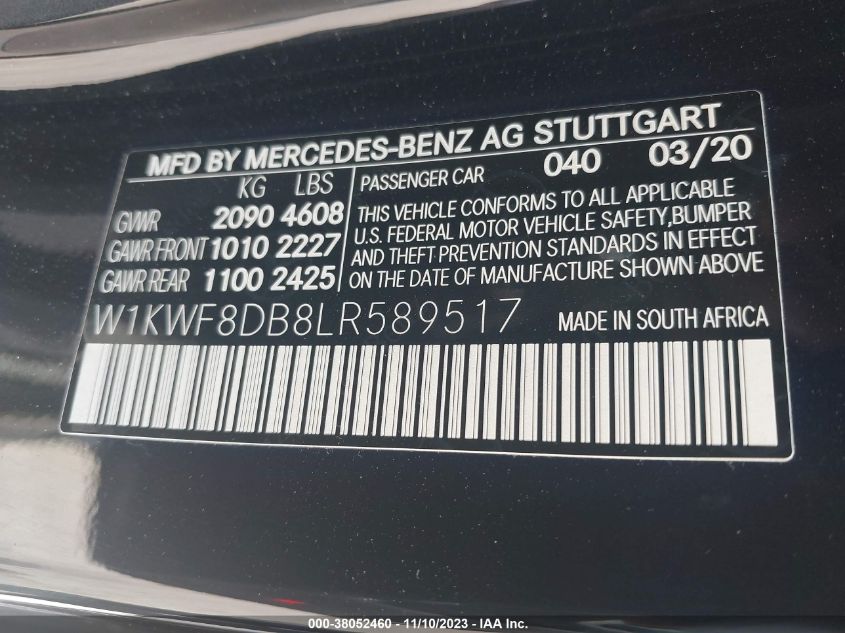 MFD BY MERCEDES-BENZ AG STUTTGART
KG LBS
GVWR 2090 4608
GAWR FRONT 1010 2227
GAWR REAR 1100 2425
PASSENGER CAR 040 03/20
THIS VEHICLE CONFORMS TO ALL APPLICABLE
U.S. FEDERAL MOTOR VEHICLE SAFETY,BUMPER
AND THEFT PREVENTION STANDARDS IN EFFECT
ON THE DATE OF MANUFACTURE SHOWN ABOVE
W1KWF8DB8LR589517 MADE IN SOUTH AFRICA
000-38052460 - 11/10/2023 - IAA Inc.